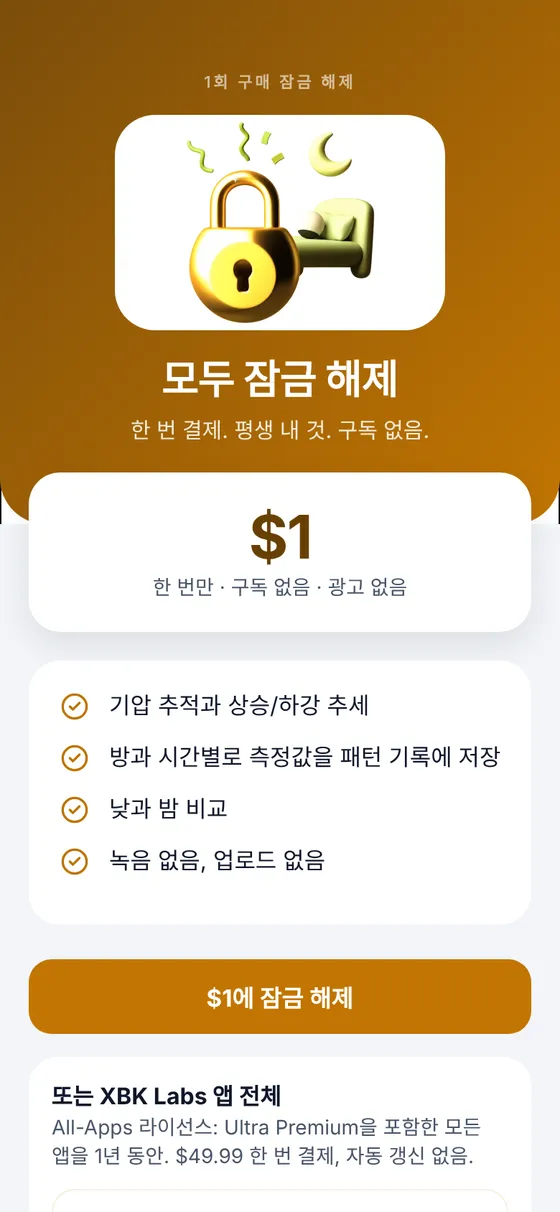 1회 구매 잠금 해제
모두 잠금 해제
한 번 결제. 평생 내 것. 구독 없음.
$1
한 번만 · 구독 없음 · 광고 없음
기압 추적과 상승/하강 추세
방과 시간별로 측정값을 패턴 기록에 저장
낮과 밤 비교
녹음 없음, 업로드 없음
$1에 잠금 해제
또는 XBK Labs 앱 전체
All-Apps 라이선스: Ultra Premium을 포함한 모든
앱을 1년 동안. $49.99 한 번 결제, 자동 갱신 없음.